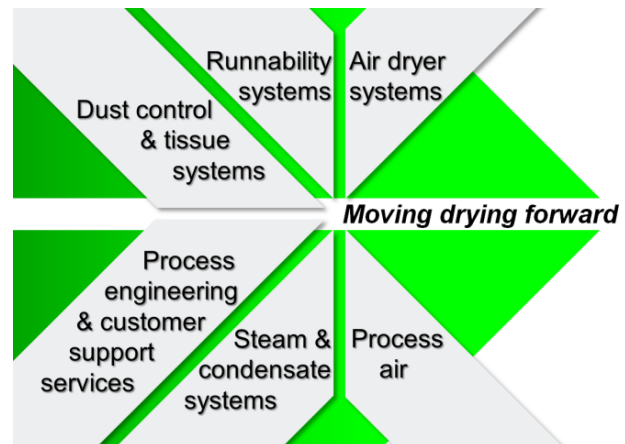 Runnability
systems
Air dryer
systems
Dust control
& tissue
systems
Moving drying forward
Process
engineering
& customer
support
services
Steam &
condensate
systems
Process
air